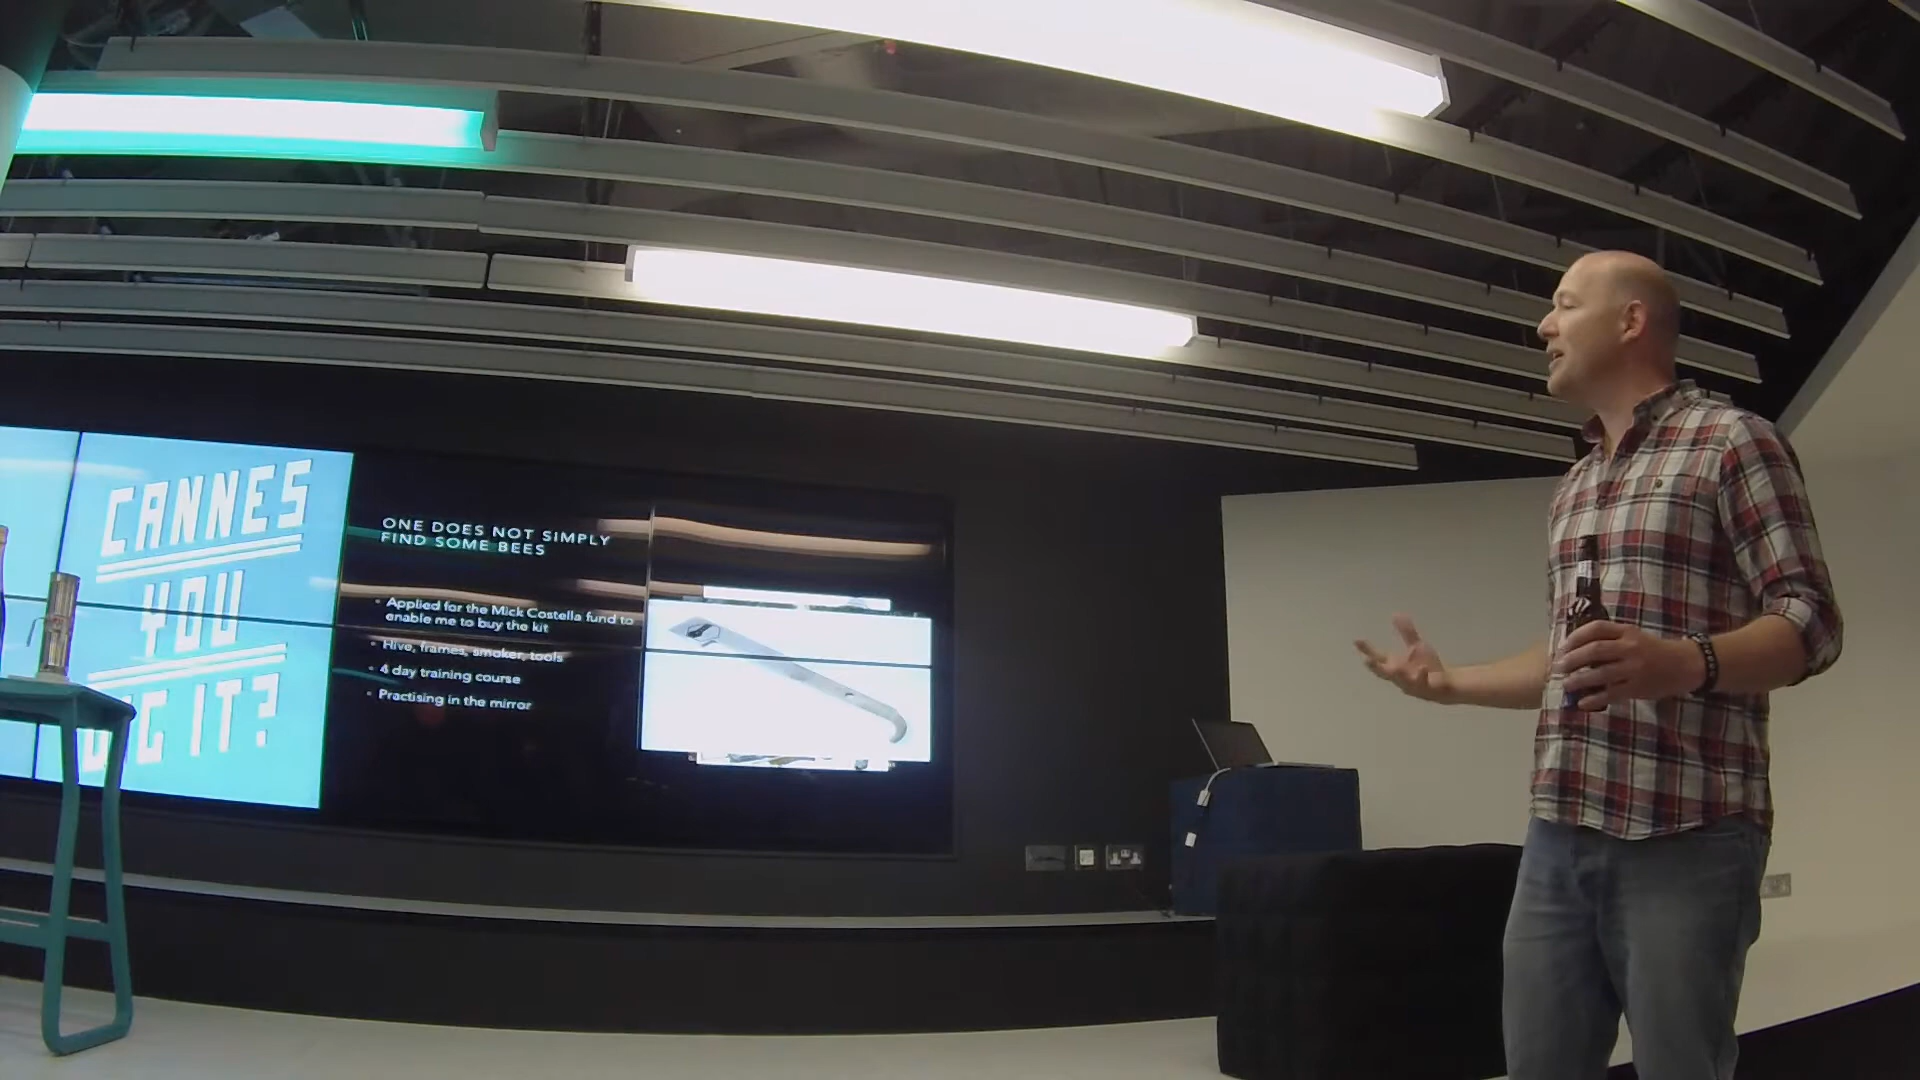 CANNES
YOU
IT?
ONE DOES NOT SIMPLY
FIND SOME BEES
• Applied for the Mick Costella fund to
enable me to buy the kit
• Hive, frames, smoker, tools
• 4 day training course
• Practising in the mirror